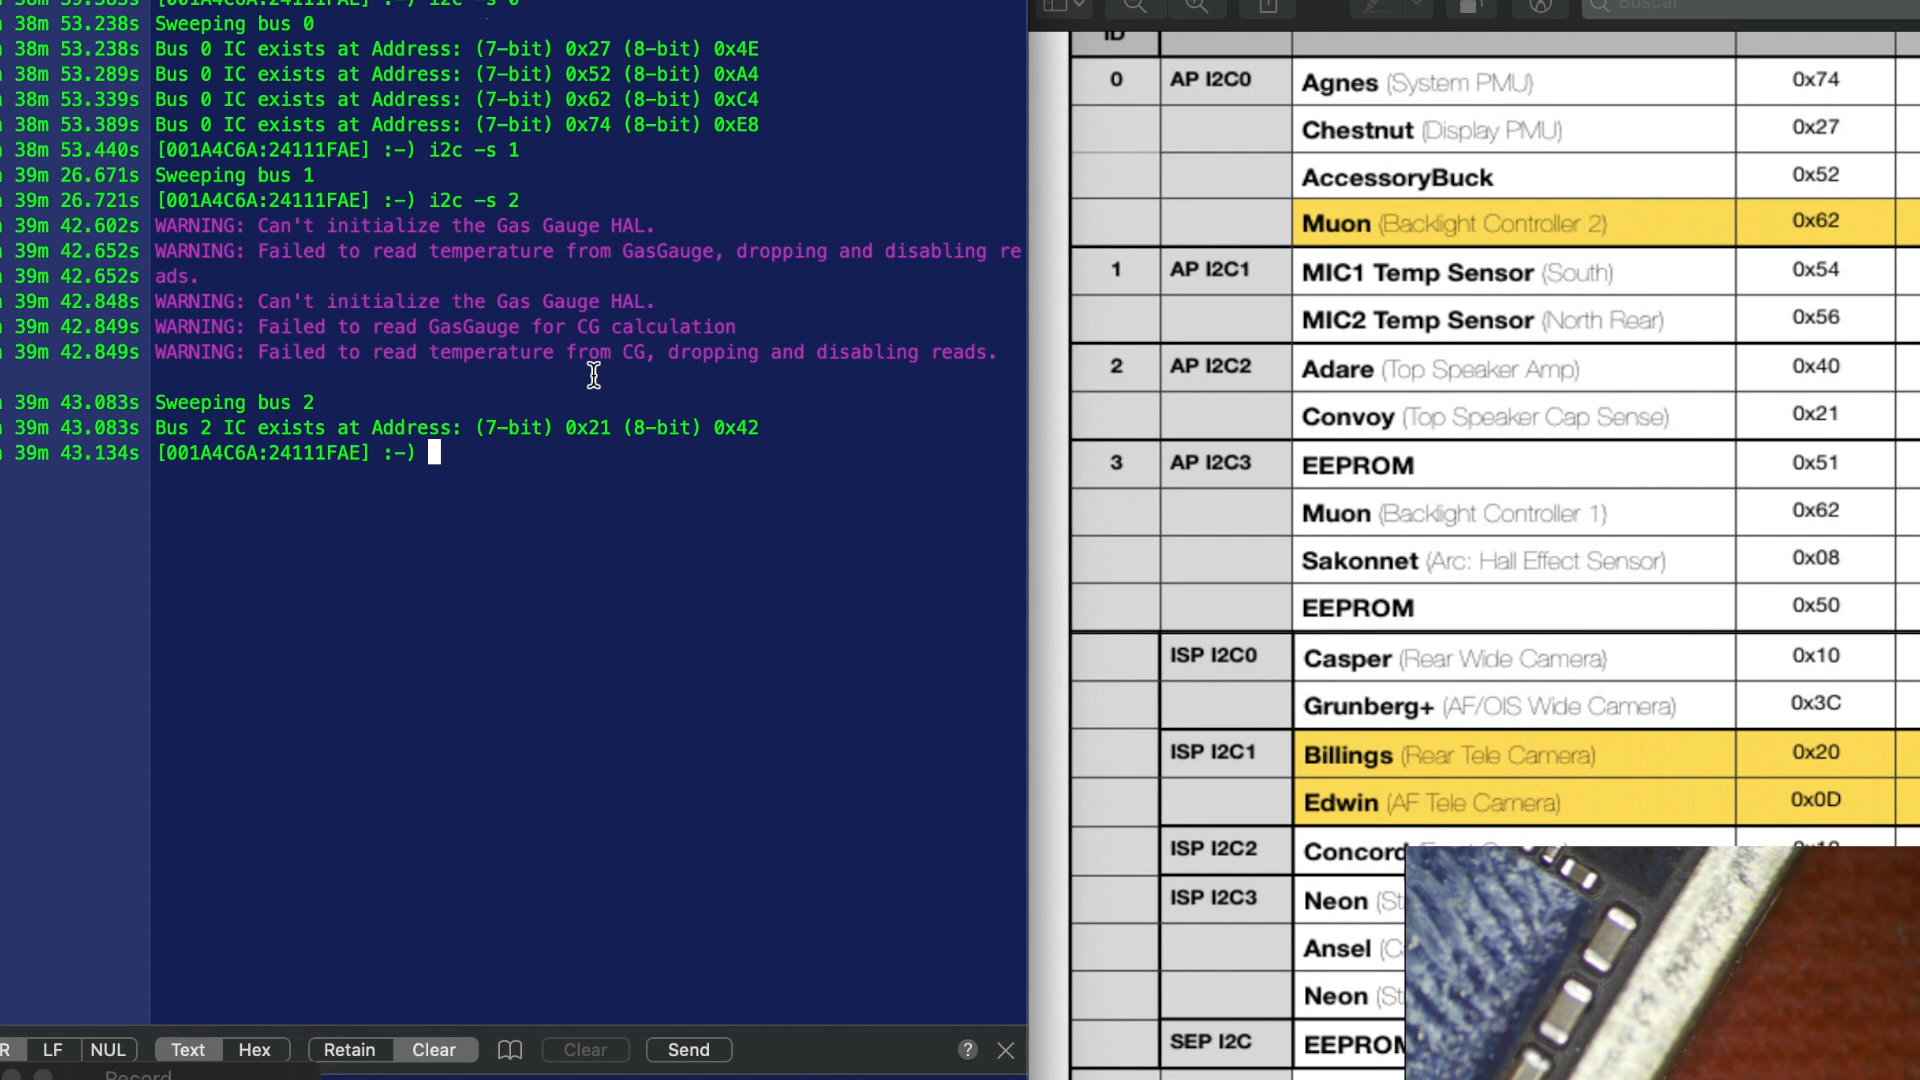 [001A4C6A:24111FAE] :-) i2c -s 0
38m 53.238s Sweeping bus 0
38m 53.238s Bus 0 IC exists at Address: (7-bit) 0x27 (8-bit) 0x4E
38m 53.289s Bus 0 IC exists at Address: (7-bit) 0x52 (8-bit) 0xA4
38m 53.339s Bus 0 IC exists at Address: (7-bit) 0x62 (8-bit) 0xC4
38m 53.389s Bus 0 IC exists at Address: (7-bit) 0x74 (8-bit) 0xE8
38m 53.440s [001A4C6A:24111FAE] :-) i2c -s 1
39m 26.671s Sweeping bus 1
39m 26.721s [001A4C6A:24111FAE] :-) i2c -s 2
39m 42.602s WARNING: Can't initialize the Gas Gauge HAL.
39m 42.652s WARNING: Failed to read temperature from GasGauge, dropping and disabling re
39m 42.652s ads.
39m 42.848s WARNING: Can't initialize the Gas Gauge HAL.
39m 42.849s WARNING: Failed to read GasGauge for CG calculation
39m 42.849s WARNING: Failed to read temperature from CG, dropping and disabling reads.
39m 43.083s Sweeping bus 2
39m 43.083s Bus 2 IC exists at Address: (7-bit) 0x21 (8-bit) 0x42
39m 43.134s [001A4C6A:24111FAE] :-)
R LF NUL Text Hex Retain Clear Clear Send ?
Record
Buscar
ID
0 AP I2C0 Agnes (System PMU) 0x74
Chestnut (Display PMU) 0x27
AccessoryBuck 0x52
Muon (Backlight Controller 2) 0x62
1 AP I2C1 MIC1 Temp Sensor (South) 0x54
MIC2 Temp Sensor (North Rear) 0x56
2 AP I2C2 Adare (Top Speaker Amp) 0x40
Convoy (Top Speaker Cap Sense) 0x21
3 AP I2C3 EEPROM 0x51
Muon (Backlight Controller 1) 0x62
Sakonnet (Arc: Hall Effect Sensor) 0x08
EEPROM 0x50
ISP I2C0 Casper (Rear Wide Camera) 0x10
Grunberg+ (AF/OIS Wide Camera) 0x3C
ISP I2C1 Billings (Rear Tele Camera) 0x20
Edwin (AF Tele Camera) 0x0D
ISP I2C2 Concord
ISP I2C3 Neon (St
Ansel (C
Neon (St
SEP I2C EEPROM